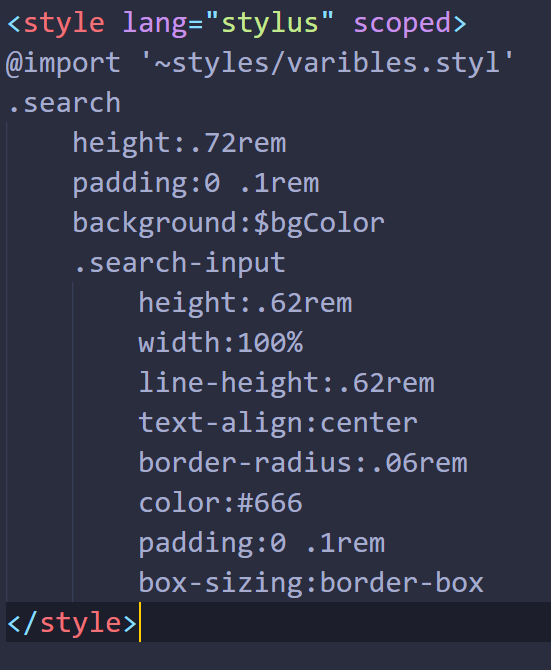 <style lang="stylus" scoped>
@import '~styles/varibles.styl'
.search
    height:.72rem
    padding:0 .1rem
    background:$bgColor
    .search-input
        height:.62rem
        width:100%
        line-height:.62rem
        text-align:center
        border-radius:.06rem
        color:#666
        padding:0 .1rem
        box-sizing:border-box
</style>